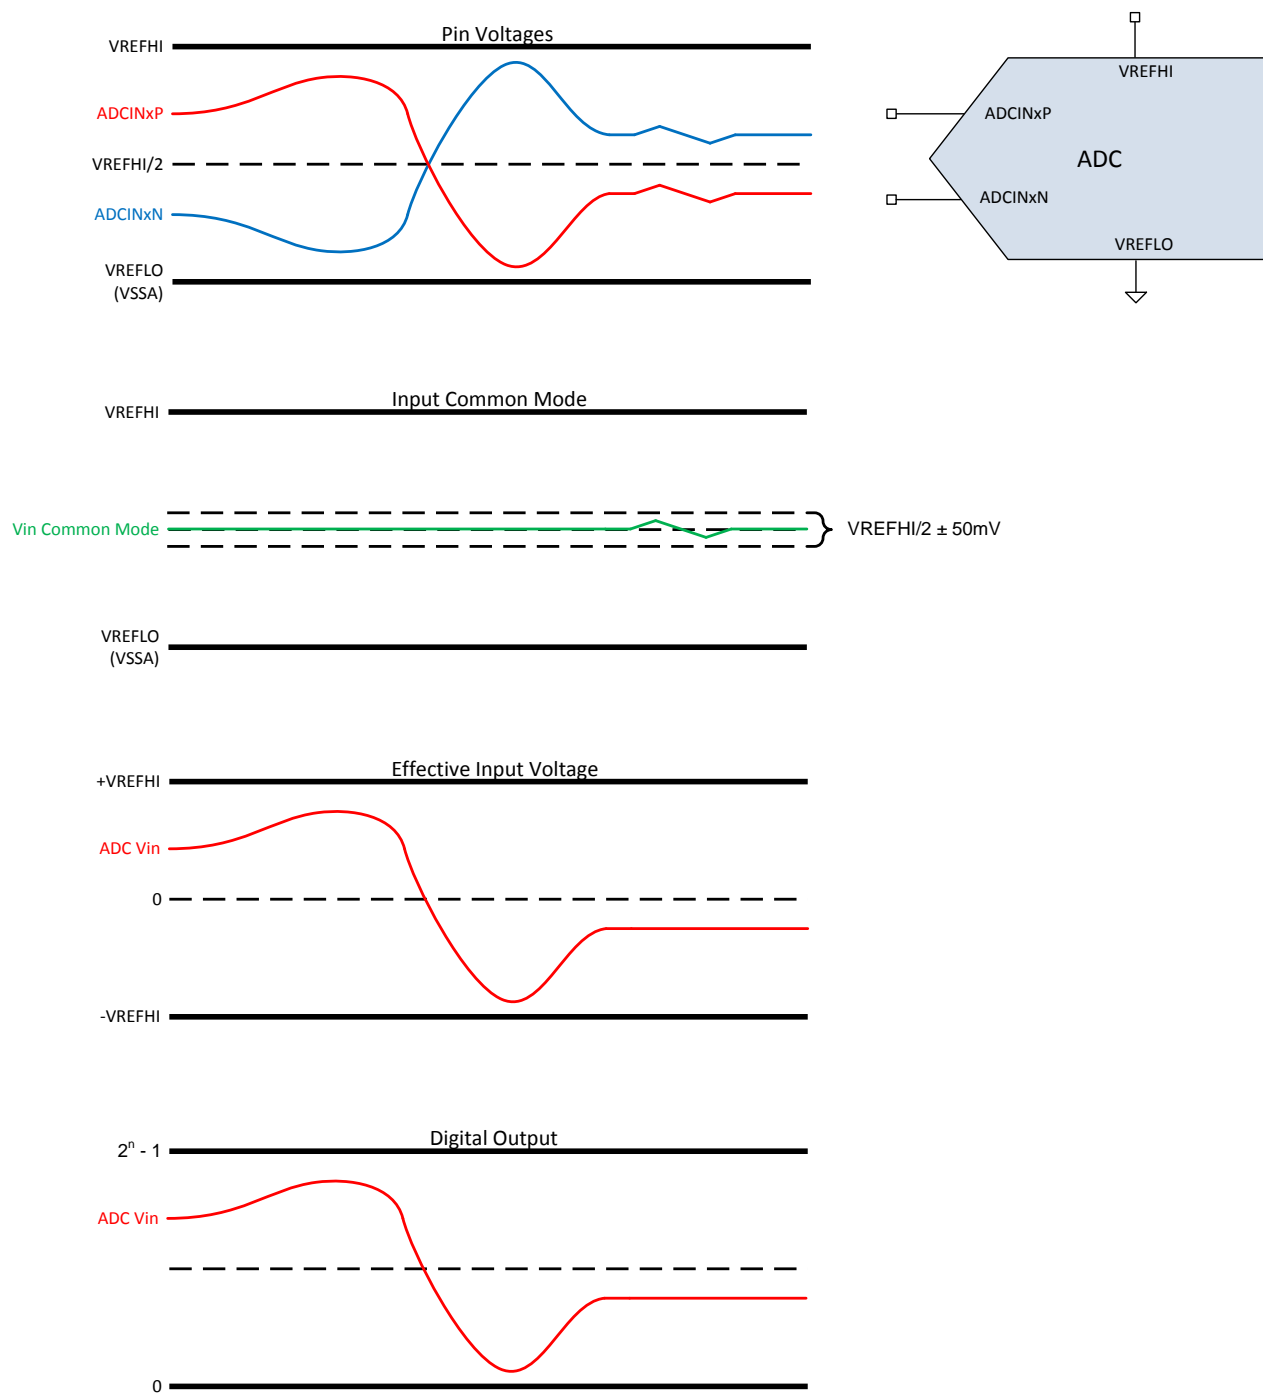 Pin Voltages
VREFHI
ADCINxP
VREFHI/2
ADCINxN
VREFLO
(VSSA)
VREFHI
ADCINxP
ADC
ADCINxN
VREFLO
Input Common Mode
VREFHI
Vin Common Mode
VREFHI/2 ± 50mV
VREFLO
(VSSA)
Effective Input Voltage
+VREFHI
ADC Vin
0
-VREFHI
Digital Output
2ⁿ - 1
ADC Vin
0